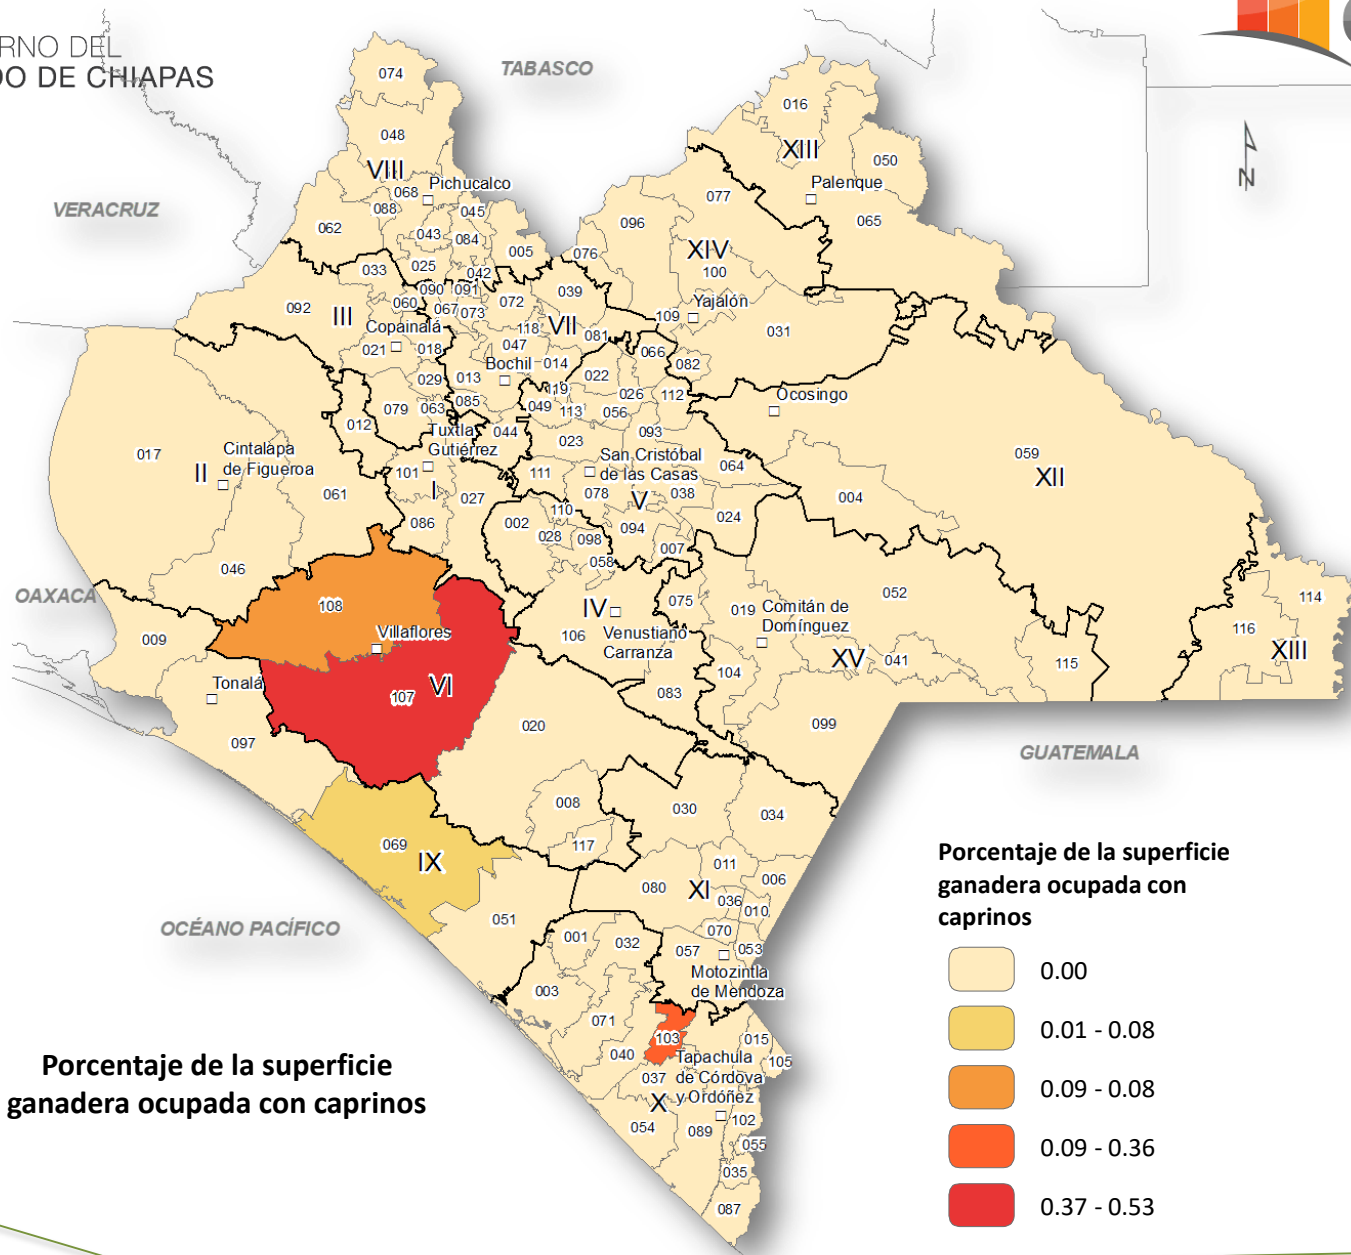 RNO DEL
DO DE CHIAPAS
TABASCO
VERACRUZ
OAXACA
GUATEMALA
OCÉANO PACÍFICO
N
074
048
VIII
068
Pichucalco
088
045
062
043
084
005
025
042
033
090
091
092
060
067
073
072
039
III
Copainalá
118
VII
021
018
047
081
Bochil
014
029
013
022
119
079
063
085
049
113
056
026
012
Tuxtla
Gutiérrez
044
023
093
112
016
XIII
050
Palenque
077
065
096
076
XIV
100
109
Yajalón
031
066
082
Ocosingo
059
XII
064
004
017
II
Cintalapa
de Figueroa
061
101
I
027
086
046
111
San Cristóbal
de las Casas
078
038
V
110
002
028
098
094
024
058
007
108
Villaflores
107
VI
009
Tonalá
097
IV
106
Venustiano
Carranza
075
019
Comitán de
Domínguez
052
104
XV
041
083
099
115
116
114
XIII
020
008
117
030
034
069
IX
051
080
XI
011
006
036
010
070
057
053
Motozintla
de Mendoza
001
032
003
071
103
040
015
105
Tapachula
de Córdova
y Ordóñez
037
X
054
089
102
055
035
087
Porcentaje de la superficie
ganadera ocupada con caprinos
Porcentaje de la superficie
ganadera ocupada con
caprinos
0.00
0.01 - 0.08
0.09 - 0.08
0.09 - 0.36
0.37 - 0.53